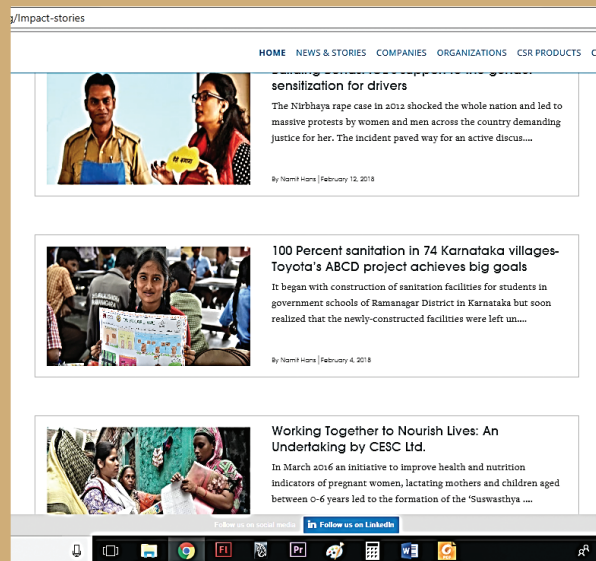 g/Impact-stories
HOME NEWS & STORIES COMPANIES ORGANIZATIONS CSR PRODUCTS
sensitization for drivers
The Nirbhaya rape case in 2012 shocked the whole nation and led to
massive protests by women and men across the country demanding
justice for her. The incident paved way for an active discus....
By Namit Hans | February 12, 2018
100 Percent sanitation in 74 Karnataka villages-
Toyota's ABCD project achieves big goals
It began with construction of sanitation facilities for students in
government schools of Ramanagar District in Karnataka but soon
realized that the newly-constructed facilities were left un....
By Namit Hans | February 4, 2018
Working Together to Nourish Lives: An
Undertaking by CESC Ltd.
In March 2016 an initiative to improve health and nutrition
indicators of pregnant women, lactating mothers and children aged
between 0-6 years led to the formation of the 'Suswasthya ....
Follow us on social media in Follow us on LinkedIn
Fl Pr W